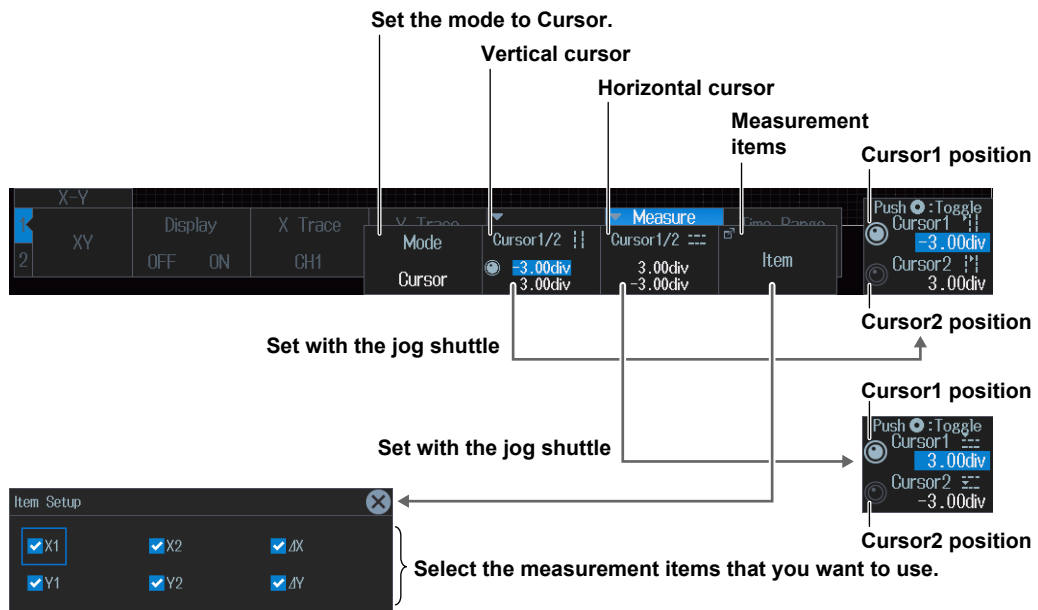 Set the mode to Cursor.
Vertical cursor
Horizontal cursor
Measurement
items
Cursor1 position
X-Y
1
2
XY
Display
OFF ON
X Trace
CH1
Y Trace
Mode
Cursor
Cursor1/2
-3.00div
3.00div
Measure
Cursor1/2
3.00div
-3.00div
Time Range
Item
Push :Toggle
Cursor1
-3.00div
Cursor2
3.00div
Cursor2 position
Set with the jog shuttle
Cursor1 position
Set with the jog shuttle
Push :Toggle
Cursor1
3.00div
Cursor2
-3.00div
Cursor2 position
Item Setup
X1 X2 ΔX
Y1 Y2 ΔY
Select the measurement items that you want to use.